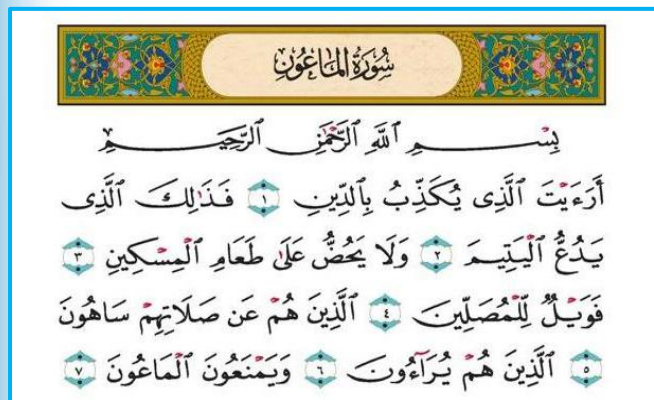 سُورَةُ المَاعُونِ
بِسْمِ ٱللَّهِ ٱلرَّحْمَٰنِ ٱلرَّحِيمِ
أَرَءَيْتَ ٱلَّذِى يُكَذِّبُ بِٱلدِّينِ ١ فَذَٰلِكَ ٱلَّذِى
يَدُعُّ ٱلْيَتِيمَ ٢ وَلَا يَحُضُّ عَلَىٰ طَعَامِ ٱلْمِسْكِينِ ٣
فَوَيْلٌ لِّلْمُصَلِّينَ ٤ ٱلَّذِينَ هُمْ عَن صَلَاتِهِمْ سَاهُونَ
٥ ٱلَّذِينَ هُمْ يُرَآءُونَ ٦ وَيَمْنَعُونَ ٱلْمَاعُونَ ٧